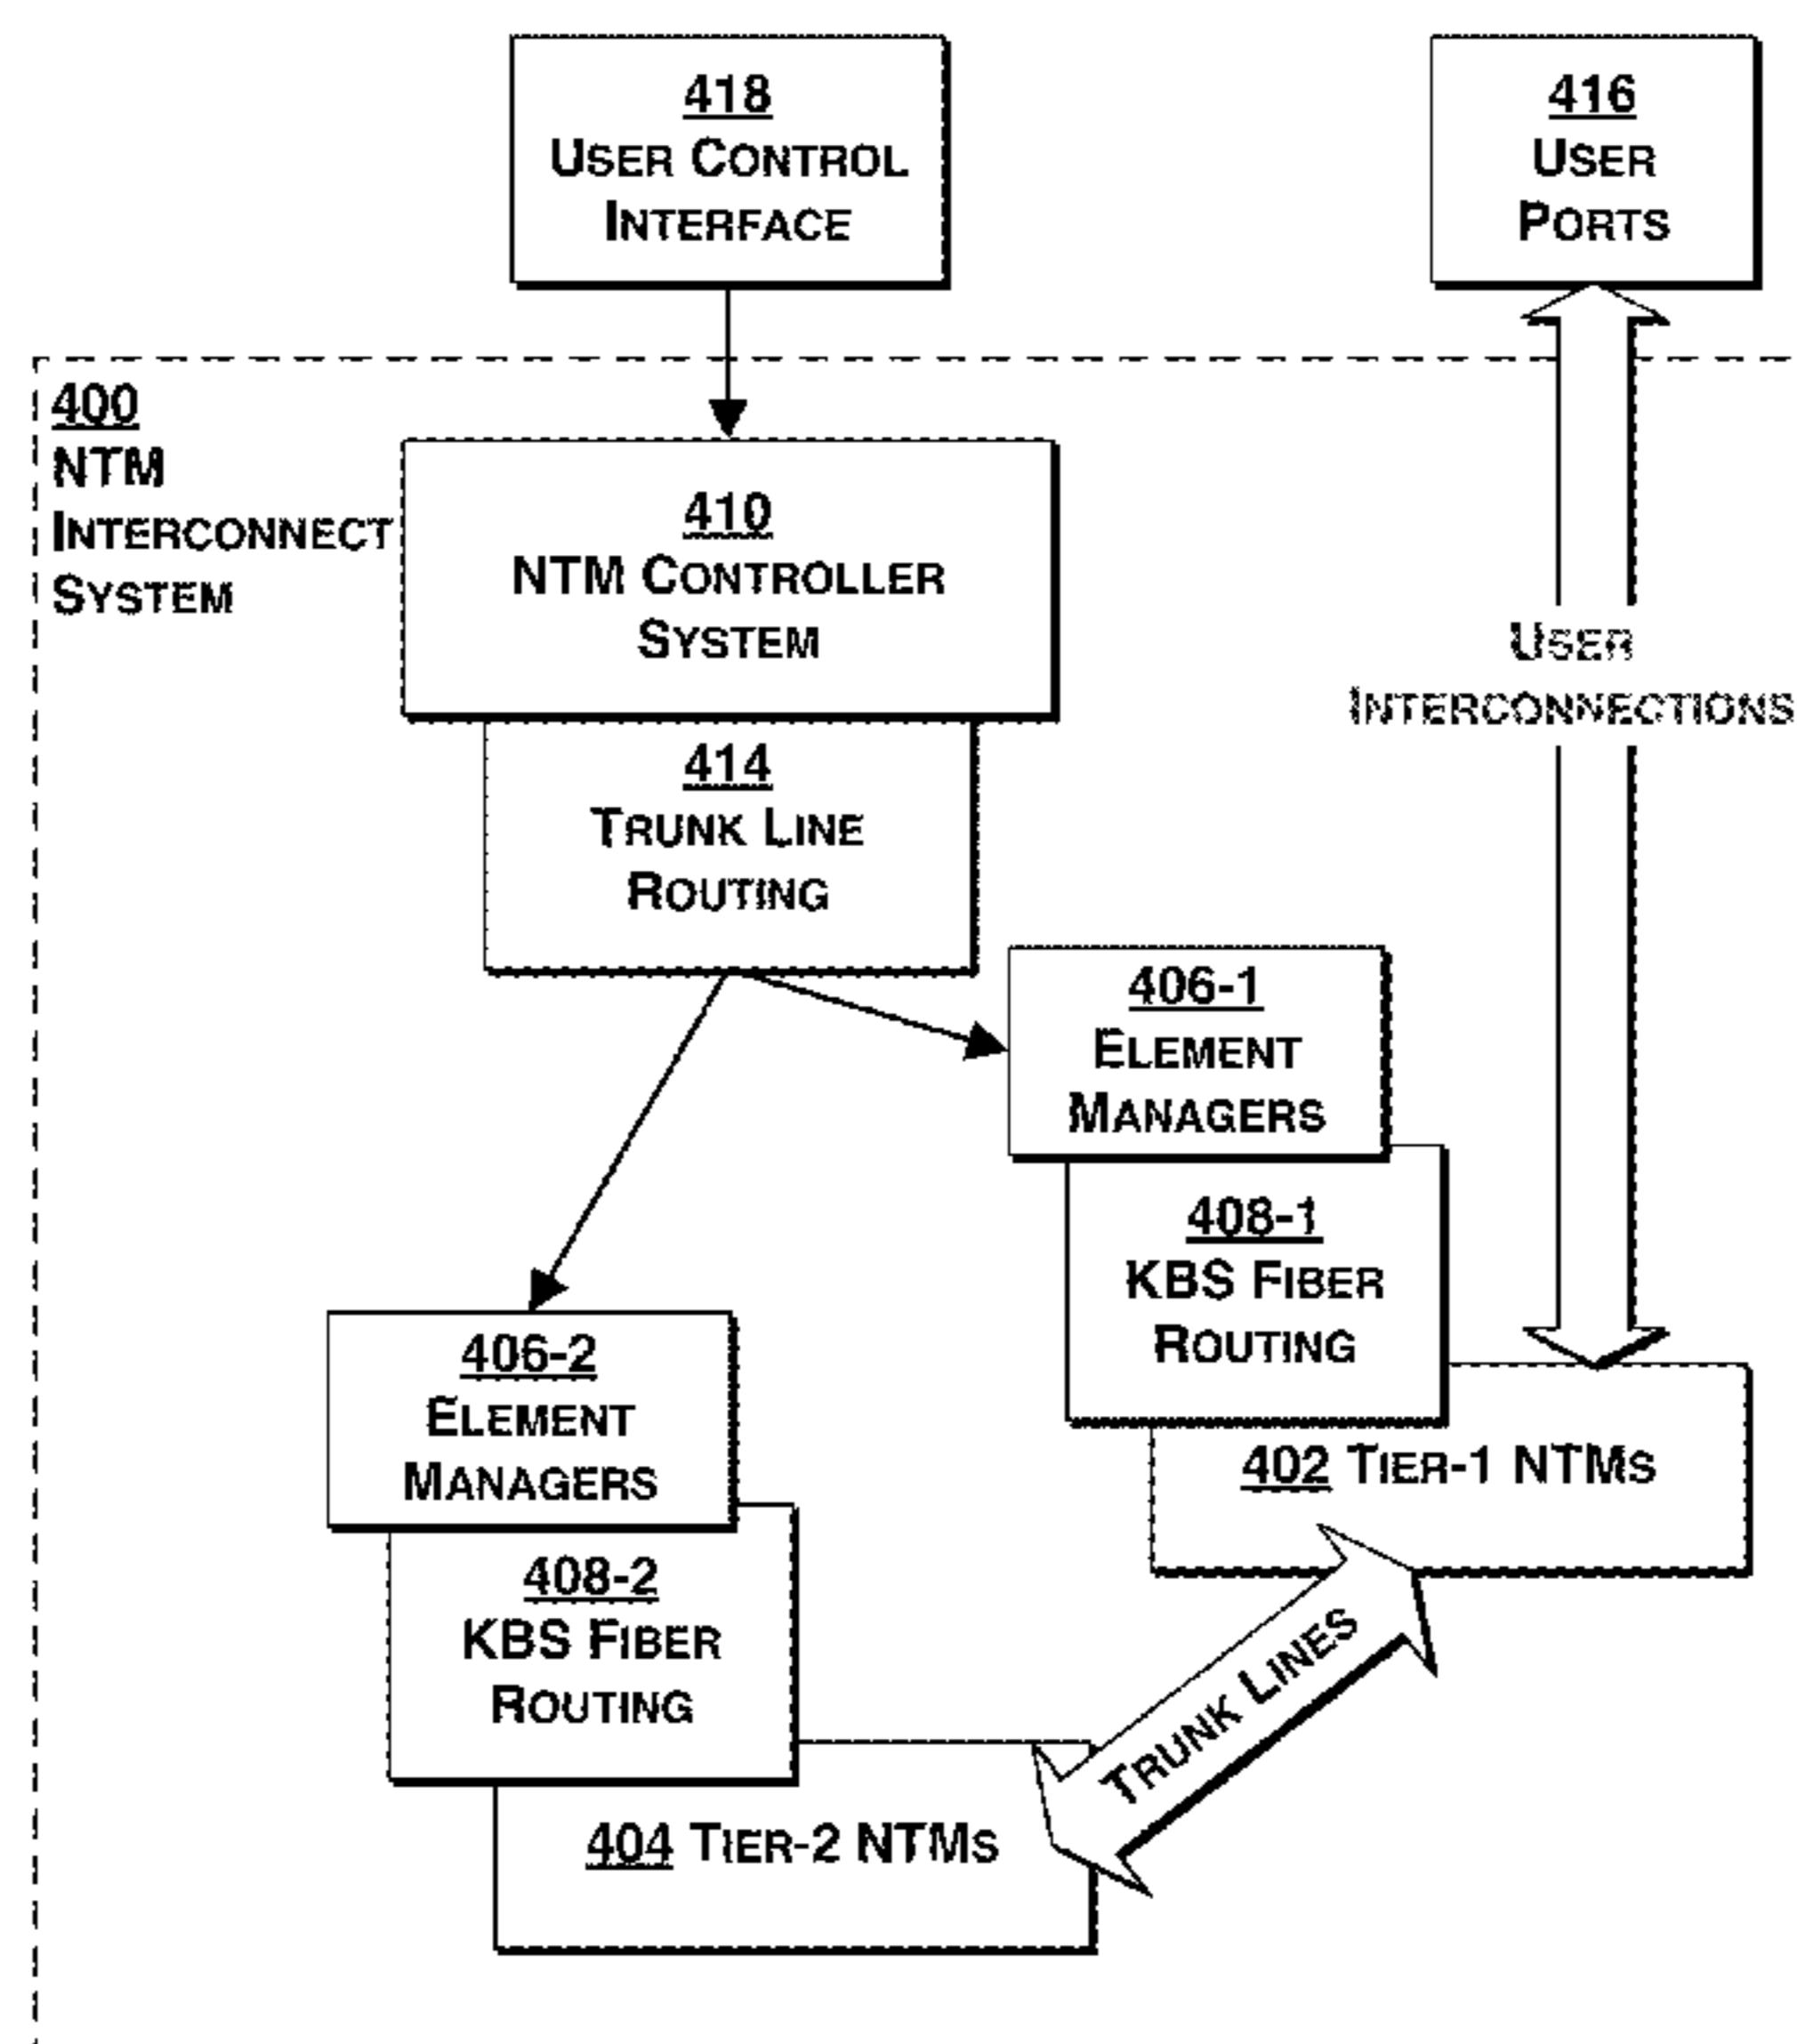 418
USER CONTROL
INTERFACE
416
USER
PORTS
400
NTM
INTERCONNECT
SYSTEM
410
NTM CONTROLLER
SYSTEM
USER
INTERCONNECTIONS
414
TRUNK LINE
ROUTING
406-1
ELEMENT
MANAGERS
408-1
KBS FIBER
ROUTING
402 TIER-1 NTMS
406-2
ELEMENT
MANAGERS
408-2
KBS FIBER
ROUTING
404 TIER-2 NTMS
TRUNK LINES